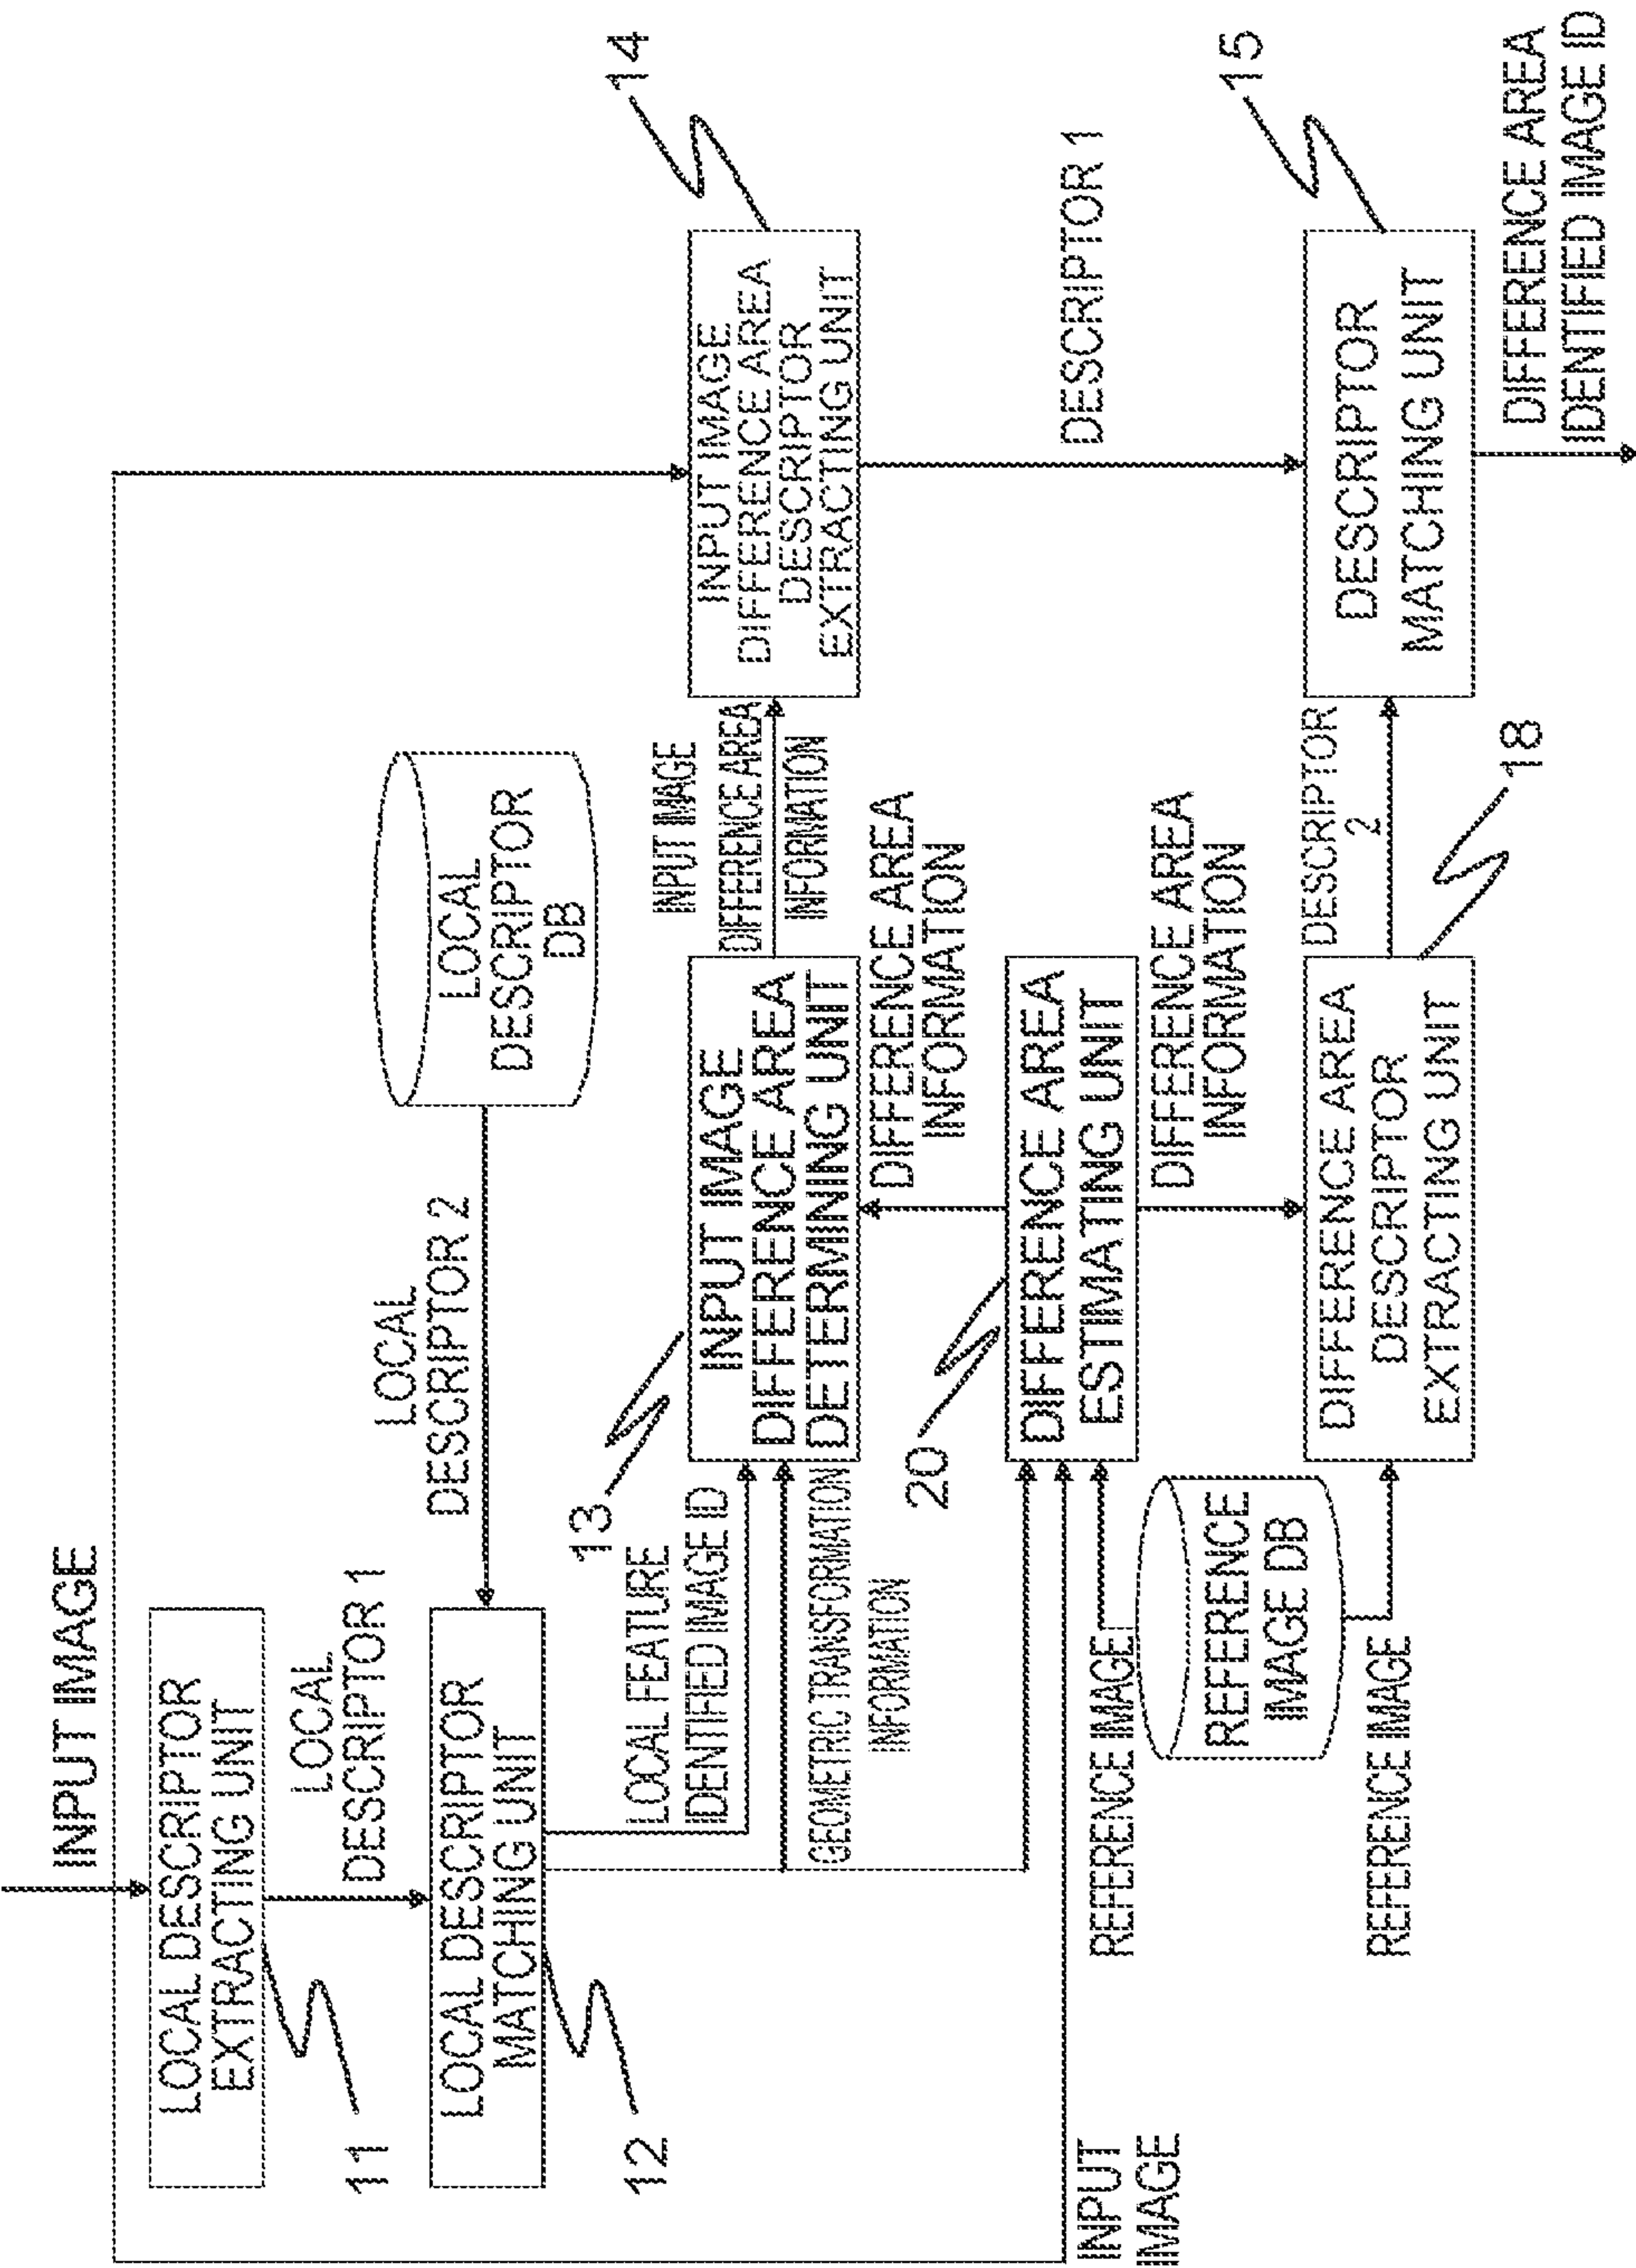 INPUT IMAGE
LOCAL DESCRIPTOR
EXTRACTING UNIT
11
LOCAL
DESCRIPTOR 1
LOCAL DESCRIPTOR
MATCHING UNIT
12
LOCAL
DESCRIPTOR 2
LOCAL
DESCRIPTOR
DB
LOCAL FEATURE
IDENTIFIED IMAGE ID
GEOMETRIC TRANSFORMATION
INFORMATION
13
INPUT IMAGE
DIFFERENCE AREA
DETERMINING UNIT
INPUT IMAGE
DIFFERENCE AREA
INFORMATION
INPUT IMAGE
DIFFERENCE AREA
DESCRIPTOR
EXTRACTING UNIT
14
DIFFERENCE AREA
INFORMATION
20
DIFFERENCE AREA
ESTIMATING UNIT
INPUT
IMAGE
REFERENCE IMAGE
REFERENCE
IMAGE DB
REFERENCE IMAGE
DIFFERENCE AREA
INFORMATION
DIFFERENCE AREA
DESCRIPTOR
EXTRACTING UNIT
18
DESCRIPTOR
2
DESCRIPTOR 1
DESCRIPTOR
MATCHING UNIT
15
DIFFERENCE AREA
IDENTIFIED IMAGE ID